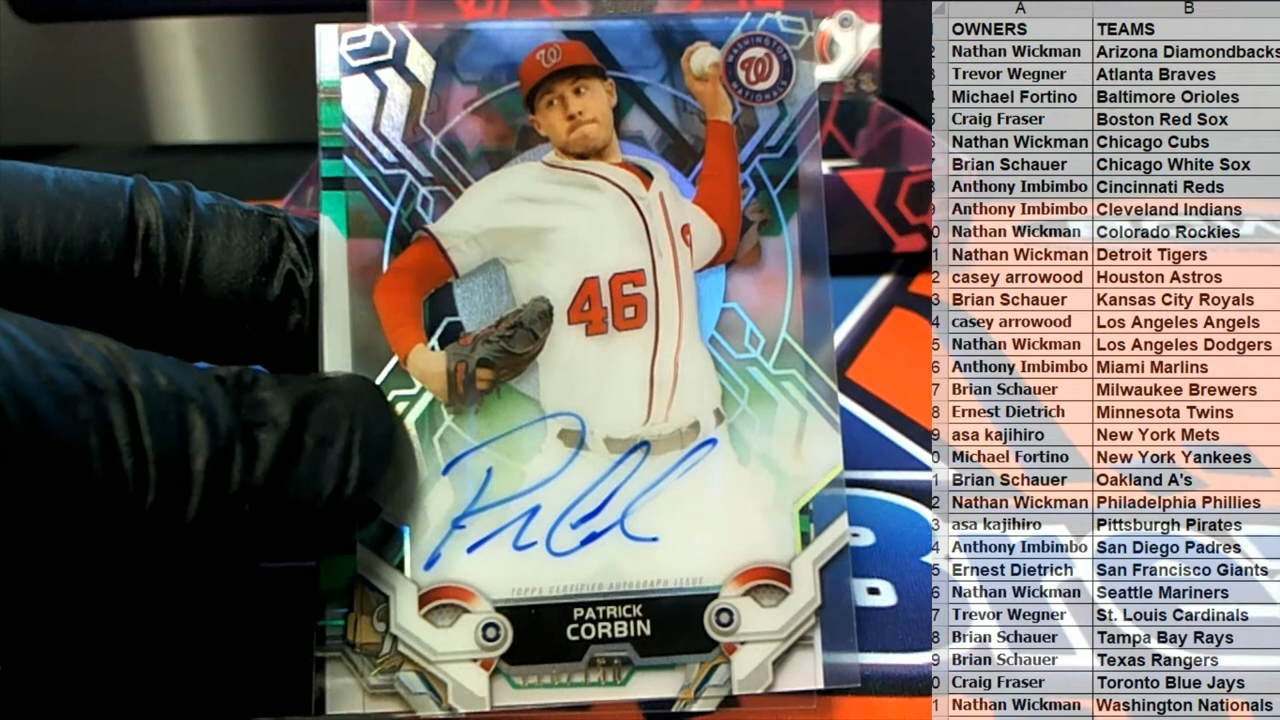 WASHINGTON NATIONALS
W
W
46
TOPPS CERTIFIED AUTOGRAPH ISSUE
PATRICK
CORBIN
A B
OWNERS TEAMS
Nathan Wickman Arizona Diamondbacks
Trevor Wegner Atlanta Braves
Michael Fortino Baltimore Orioles
Craig Fraser Boston Red Sox
Nathan Wickman Chicago Cubs
Brian Schauer Chicago White Sox
Anthony Imbimbo Cincinnati Reds
Anthony Imbimbo Cleveland Indians
Nathan Wickman Colorado Rockies
Nathan Wickman Detroit Tigers
casey arrowood Houston Astros
Brian Schauer Kansas City Royals
casey arrowood Los Angeles Angels
Nathan Wickman Los Angeles Dodgers
Anthony Imbimbo Miami Marlins
Brian Schauer Milwaukee Brewers
Ernest Dietrich Minnesota Twins
asa kajihiro New York Mets
Michael Fortino New York Yankees
Brian Schauer Oakland A's
Nathan Wickman Philadelphia Phillies
asa kajihiro Pittsburgh Pirates
Anthony Imbimbo San Diego Padres
Ernest Dietrich San Francisco Giants
Nathan Wickman Seattle Mariners
Trevor Wegner St. Louis Cardinals
Brian Schauer Tampa Bay Rays
Brian Schauer Texas Rangers
Craig Fraser Toronto Blue Jays
Nathan Wickman Washington Nationals